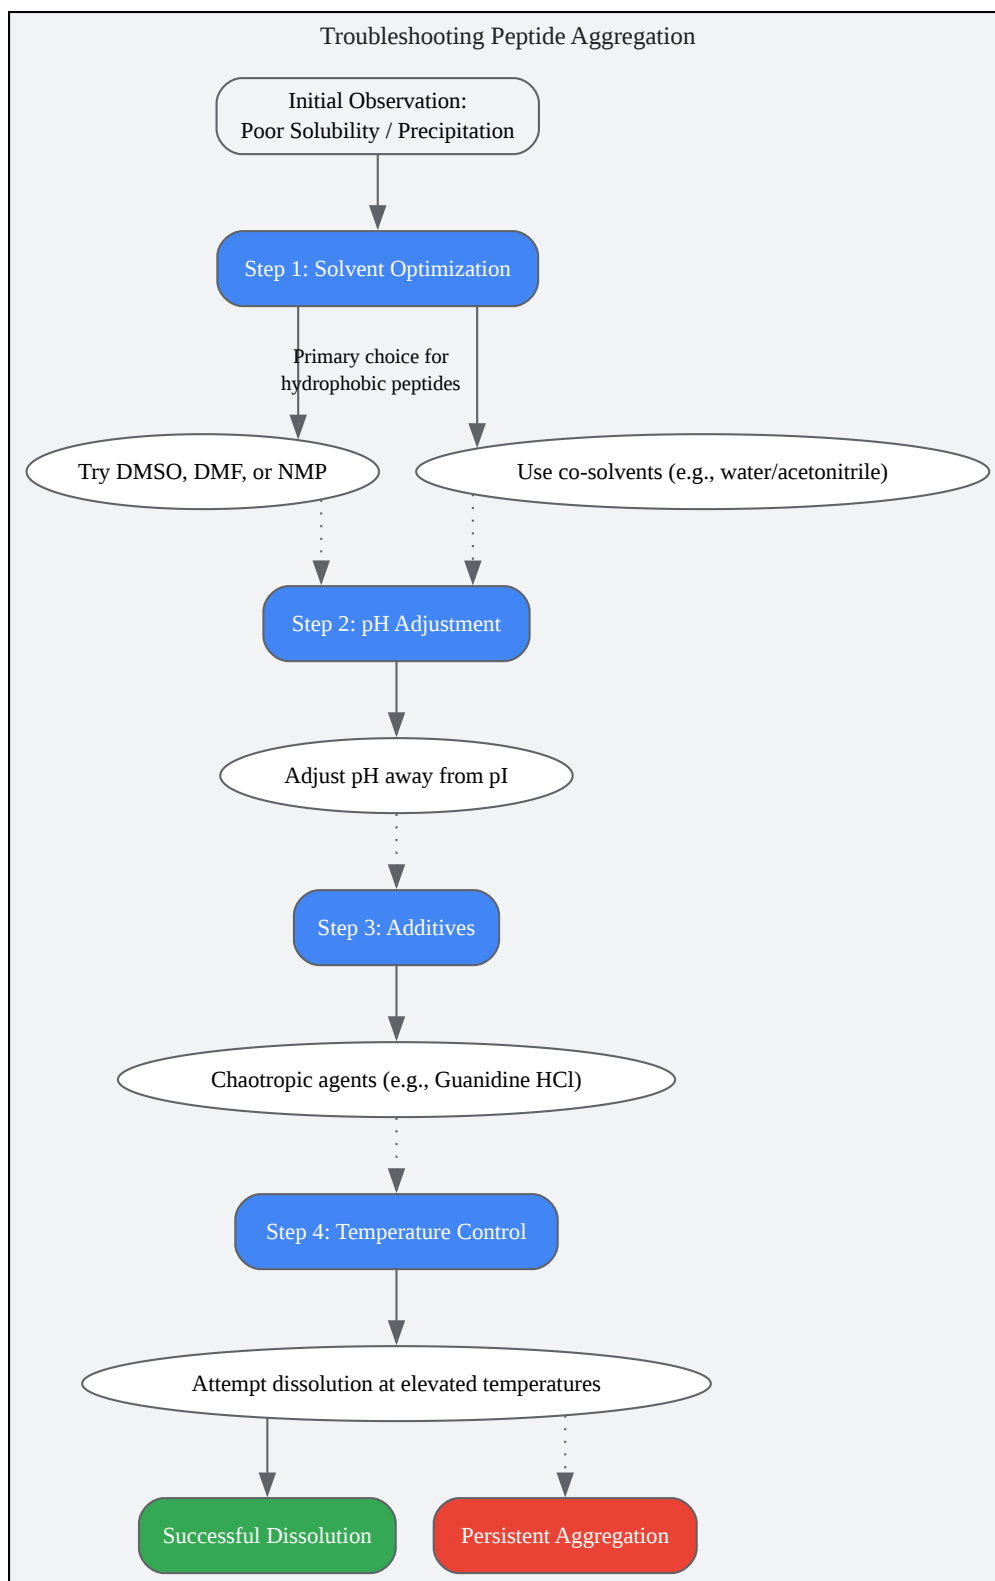 Troubleshooting Peptide Aggregation
Initial Observation:
Poor Solubility / Precipitation
Step 1: Solvent Optimization
Primary choice for
hydrophobic peptides
Try DMSO, DMF, or NMP
Use co-solvents (e.g., water/acetonitrile)
Step 2: pH Adjustment
Adjust pH away from pI
Step 3: Additives
Chaotropic agents (e.g., Guanidine HCl)
Step 4: Temperature Control
Attempt dissolution at elevated temperatures
Successful Dissolution
Persistent Aggregation